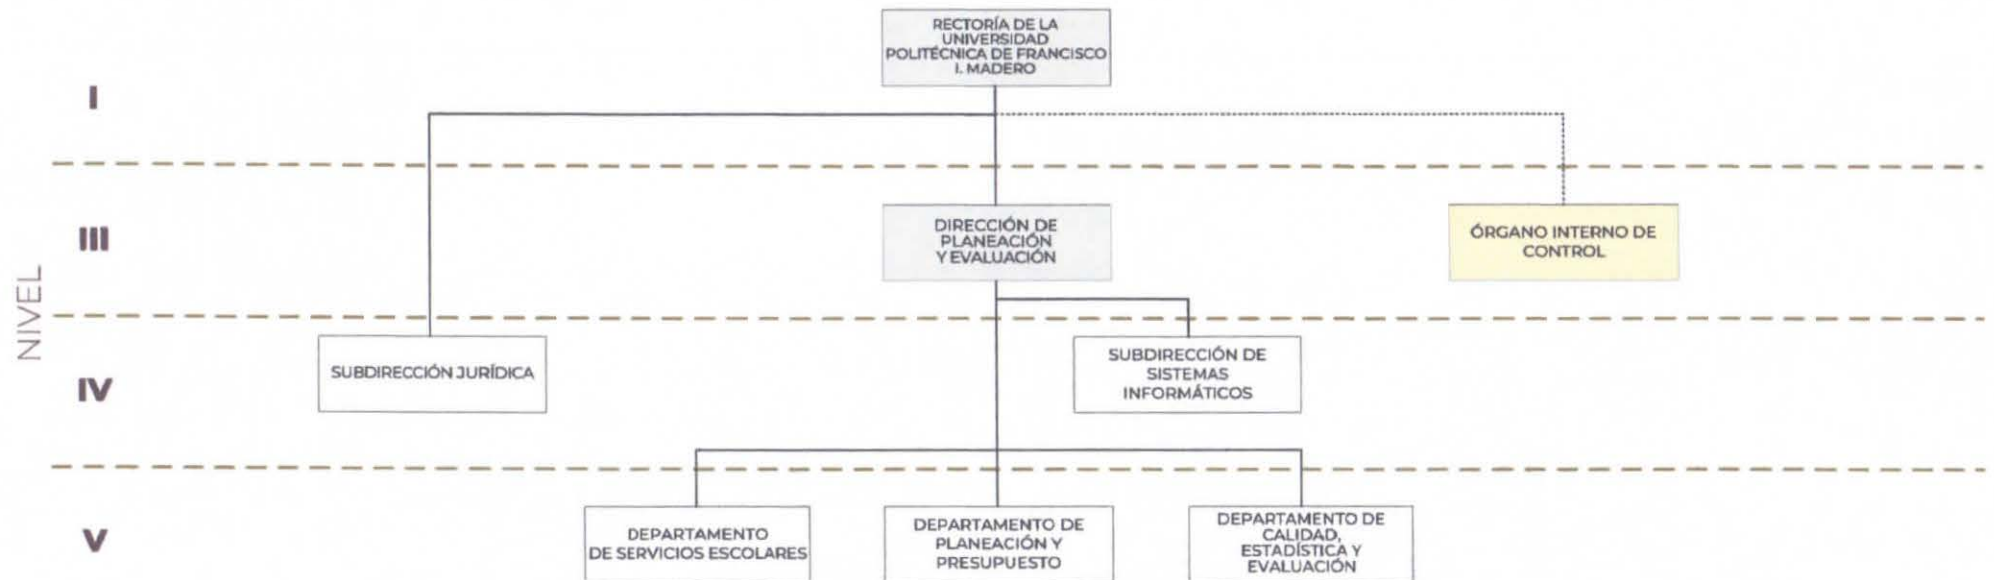 RECTORÍA DE LA
UNIVERSIDAD
POLITÉCNICA DE FRANCISCO
I. MADERO
I
NIVEL
III
DIRECCIÓN DE
PLANEACIÓN
Y EVALUACIÓN
ÓRGANO INTERNO DE
CONTROL
IV
SUBDIRECCIÓN JURÍDICA
SUBDIRECCIÓN DE
SISTEMAS
INFORMÁTICOS
V
DEPARTAMENTO
DE SERVICIOS ESCOLARES
DEPARTAMENTO DE
PLANEACIÓN Y
PRESUPUESTO
DEPARTAMENTO DE
CALIDAD,
ESTADÍSTICA Y
EVALUACIÓN